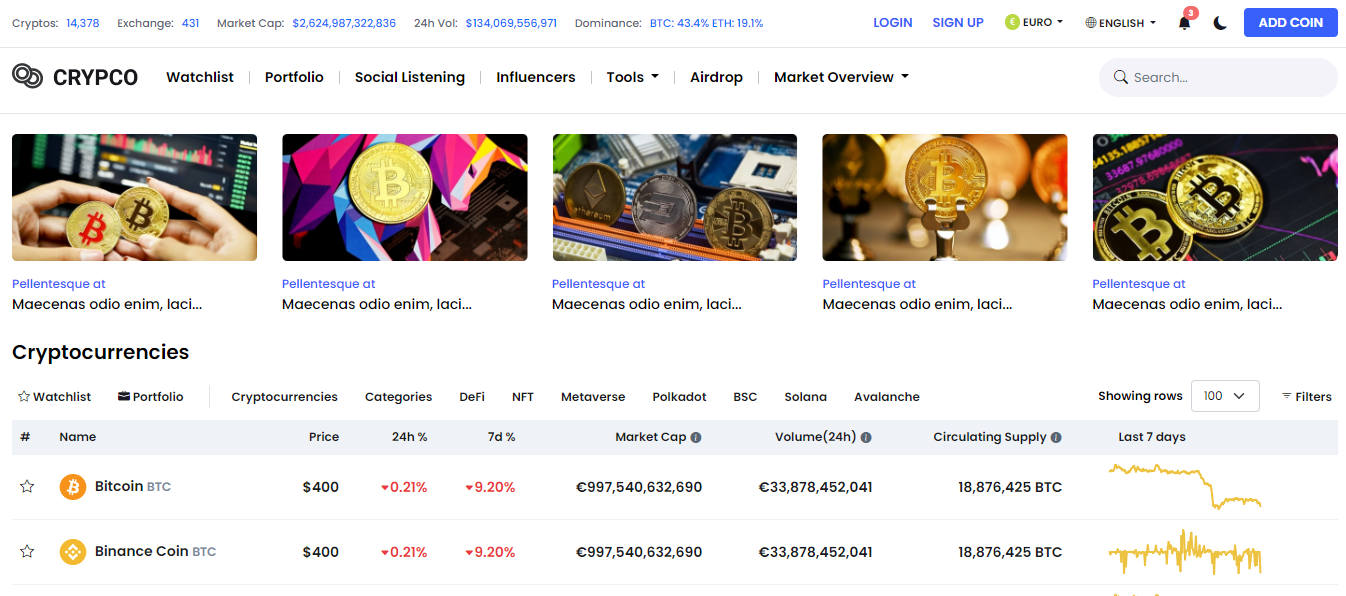 Cryptos: 14,378 Exchange: 431 Market Cap: $2,624,987,322,836 24h Vol: $134,069,556,971 Dominance: BTC: 43.4% ETH: 19.1% LOGIN SIGN UP € EURO ENGLISH 3 ADD COIN
CRYPCO Watchlist Portfolio Social Listening Influencers Tools Airdrop Market Overview Search...
Pellentesque at Pellentesque at Pellentesque at Pellentesque at Pellentesque at
Maecenas odio enim, laci... Maecenas odio enim, laci... Maecenas odio enim, laci... Maecenas odio enim, laci... Maecenas odio enim, laci...
Cryptocurrencies
Watchlist Portfolio Cryptocurrencies Categories DeFi NFT Metaverse Polkadot BSC Solana Avalanche Showing rows 100 Filters
# Name Price 24h % 7d % Market Cap Volume(24h) Circulating Supply Last 7 days
Bitcoin BTC $400 0.21% 9.20% €997,540,632,690 €33,878,452,041 18,876,425 BTC
Binance Coin BTC $400 0.21% 9.20% €997,540,632,690 €33,878,452,041 18,876,425 BTC